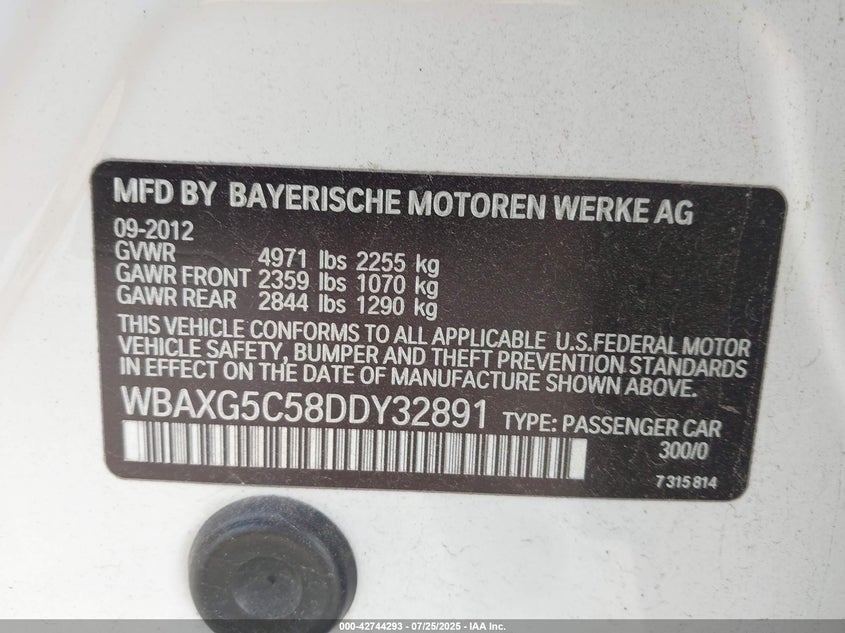 MFD BY BAYERISCHE MOTOREN WERKE AG
09-2012
GVWR 4971 lbs 2255 kg
GAWR FRONT 2359 lbs 1070 kg
GAWR REAR 2844 lbs 1290 kg
THIS VEHICLE CONFORMS TO ALL APPLICABLE U.S.FEDERAL MOTOR
VEHICLE SAFETY, BUMPER AND THEFT PREVENTION STANDARDS
IN EFFECT ON THE DATE OF MANUFACTURE SHOWN ABOVE.
WBAXG5C58DDY32891 TYPE: PASSENGER CAR
300/0
7 315 814
000-42744293 - 07/25/2025 - IAA Inc.